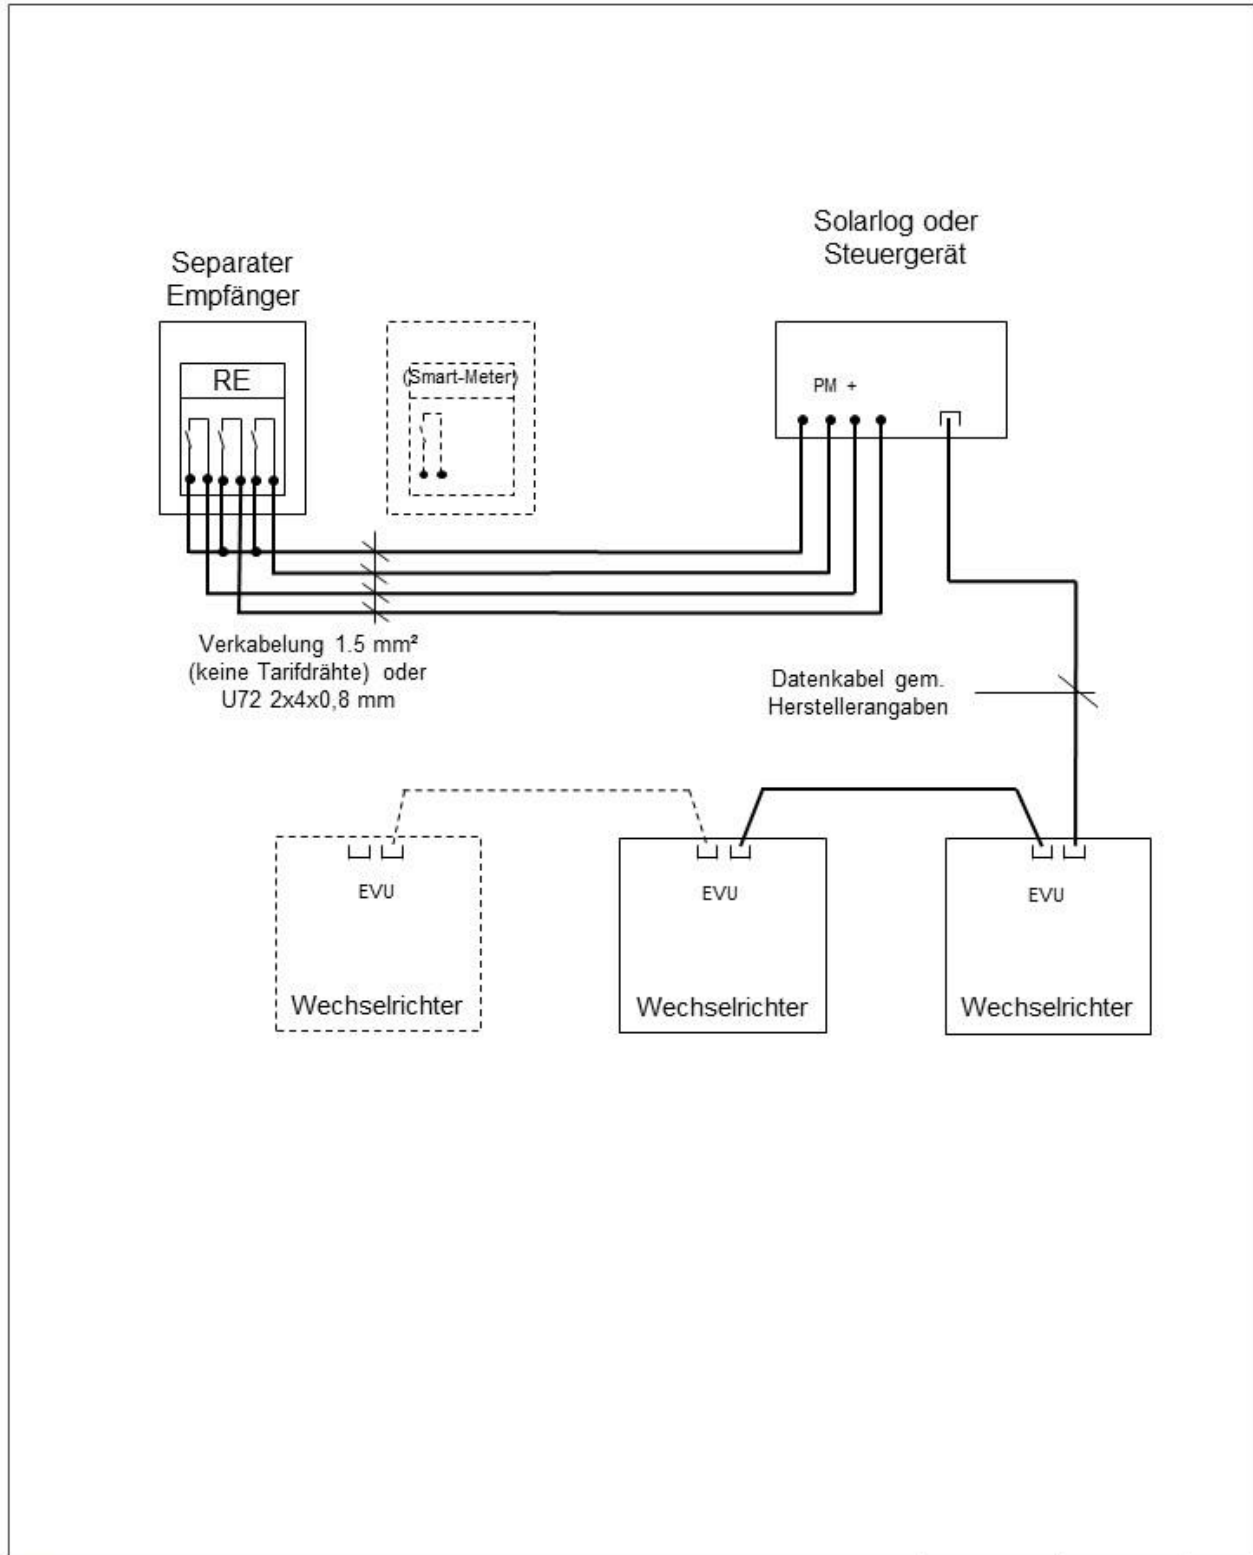 Solarlog oder
Steuergerät
Separater
Empfänger
RE
(Smart-Meter)
PM +
Verkabelung 1.5 mm²
(keine Tarifdrähte) oder
U72 2x4x0,8 mm
Datenkabel gem.
Herstellerangaben
EVU
EVU
EVU
Wechselrichter
Wechselrichter
Wechselrichter